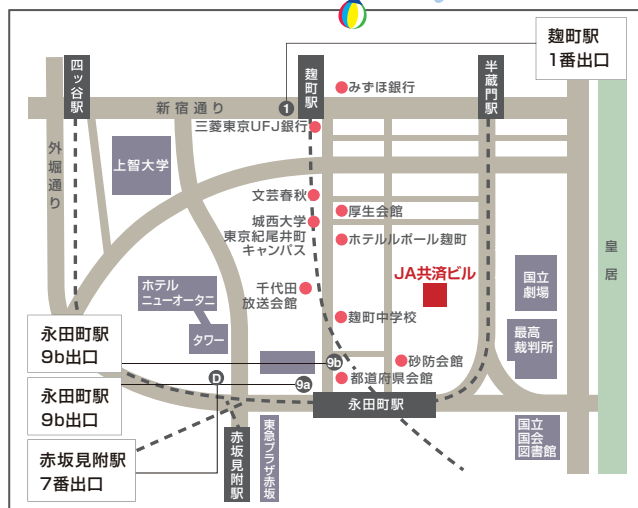 麹町駅
1番出口
四ッ谷駅
麹町駅
半蔵門駅
みずほ銀行
新宿通り
1
三菱東京UFJ銀行
外堀通り
上智大学
文芸春秋
厚生会館
城西大学
東京紀尾井町
キャンパス
ホテルルポール麹町
皇居
JA共済ビル
国立
劇場
ホテル
ニューオータニ
千代田
放送会館
麹町中学校
タワー
最高
裁判所
永田町駅
9b出口
9b
砂防会館
D
9a
都道府県会館
永田町駅
9b出口
永田町駅
赤坂見附駅
7番出口
赤坂見附駅
東急プラザ赤坂
国立
国会
図書館